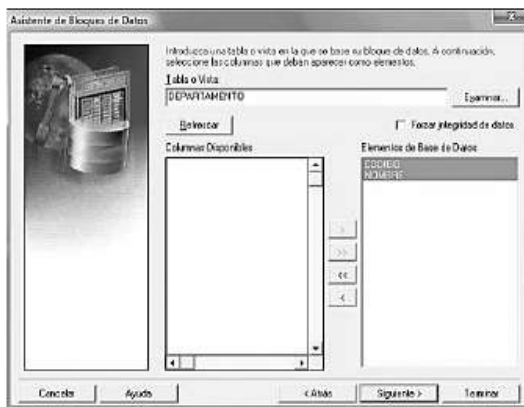 Asistente de Bloques de Datos
Introduzca una tabla o vista en la que se base su bloque de datos. A continuación,
seleccione las columnas que deban aparecer como elementos.
Tabla o Vista:
DEPARTAMENTO
Examinar...
Refrescar
Forzar integridad de datos
Columnas Disponibles
Elementos de Base de Datos
CODIGO
NOMBRE
>
>>
<<
<
Cancelar
Ayuda
< Atrás
Siguiente >
Terminar